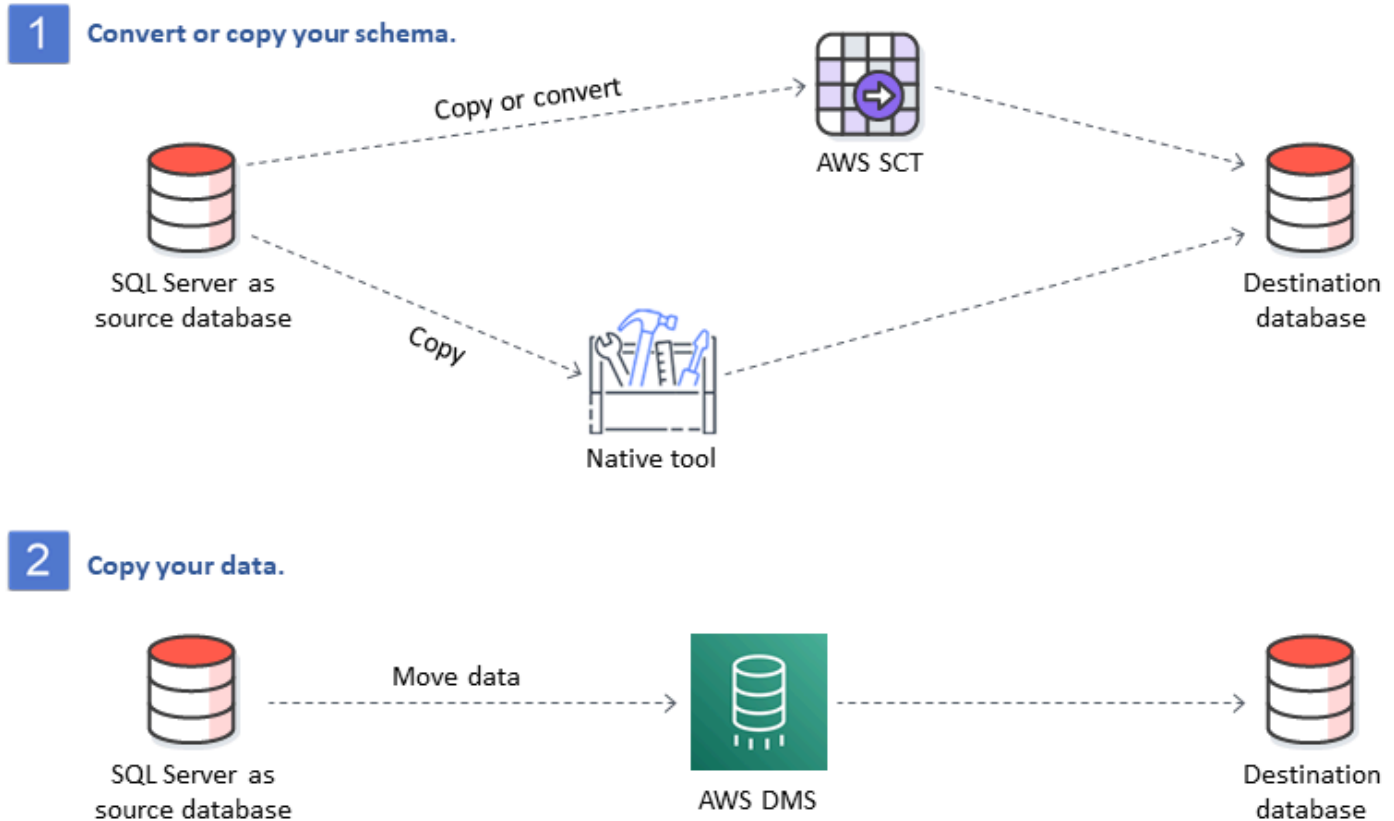 1
Convert or copy your schema.
Copy or convert
AWS SCT
SQL Server as
source database
Destination
database
Copy
Native tool
2
Copy your data.
Move data
SQL Server as
source database
AWS DMS
Destination
database